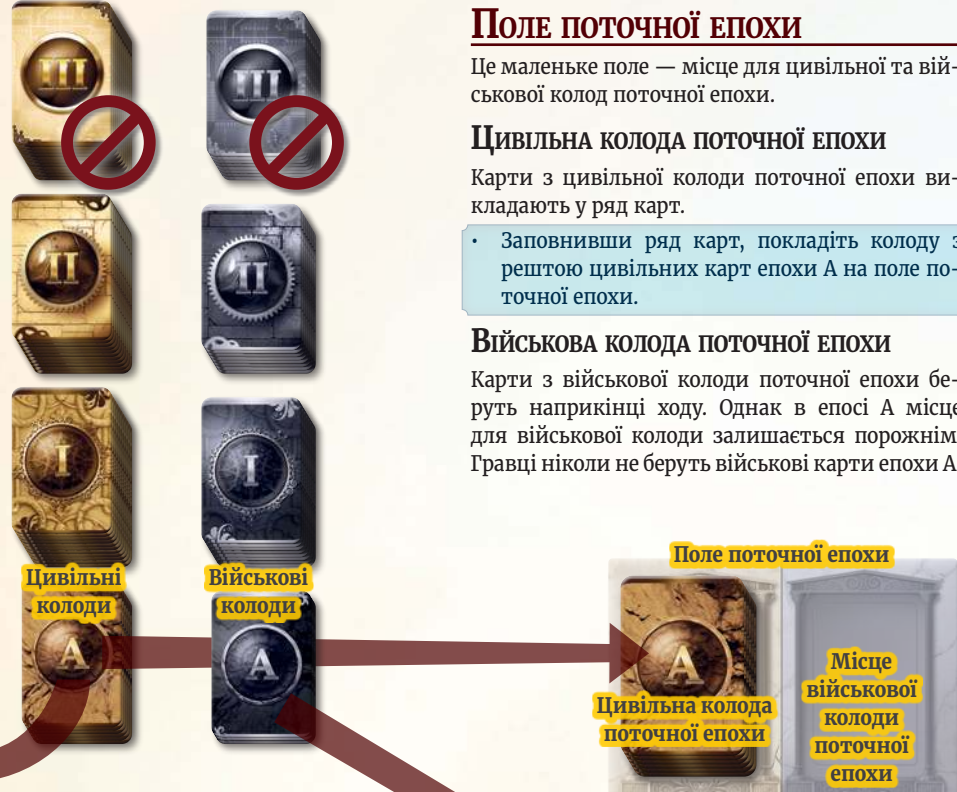 III
III
II
II
I
I
Цивільні
колоди
Військові
колоди
A
A
Поле поточної епохи
Це маленьке поле — місце для цивільної та вій-
ськової колод поточної епохи.
Цивільна колода поточної епохи
Карти з цивільної колоди поточної епохи ви-
кладають у ряд карт.
• Заповнивши ряд карт, покладіть колоду з
рештою цивільних карт епохи А на поле по-
точної епохи.
Військова колода поточної епохи
Карти з військової колоди поточної епохи бе-
руть наприкінці ходу. Однак в епосі А місце
для військової колоди залишається порожнім
Гравці ніколи не беруть військові карти епохи А
Поле поточної епохи
A
Цивільна колода
поточної епохи
Місце
військової
колоди
поточної
епохи